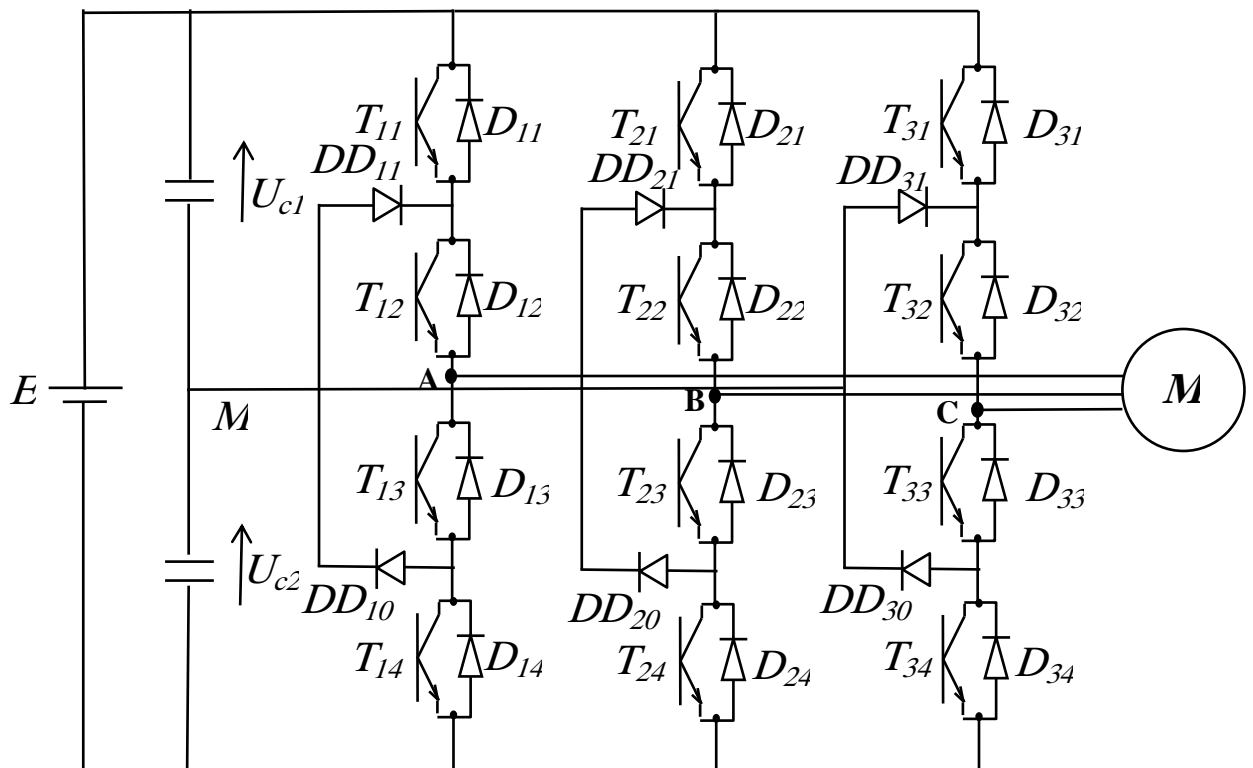 T11 D11 T21 D21 T31 D31
DD11 DD21 DD31
Uc1
T12 D12 T22 D22 T32 D32
E A B C M
M
T13 D13 T23 D23 T33 D33
Uc2
DD10 DD20 DD30
T14 D14 T24 D24 T34 D34